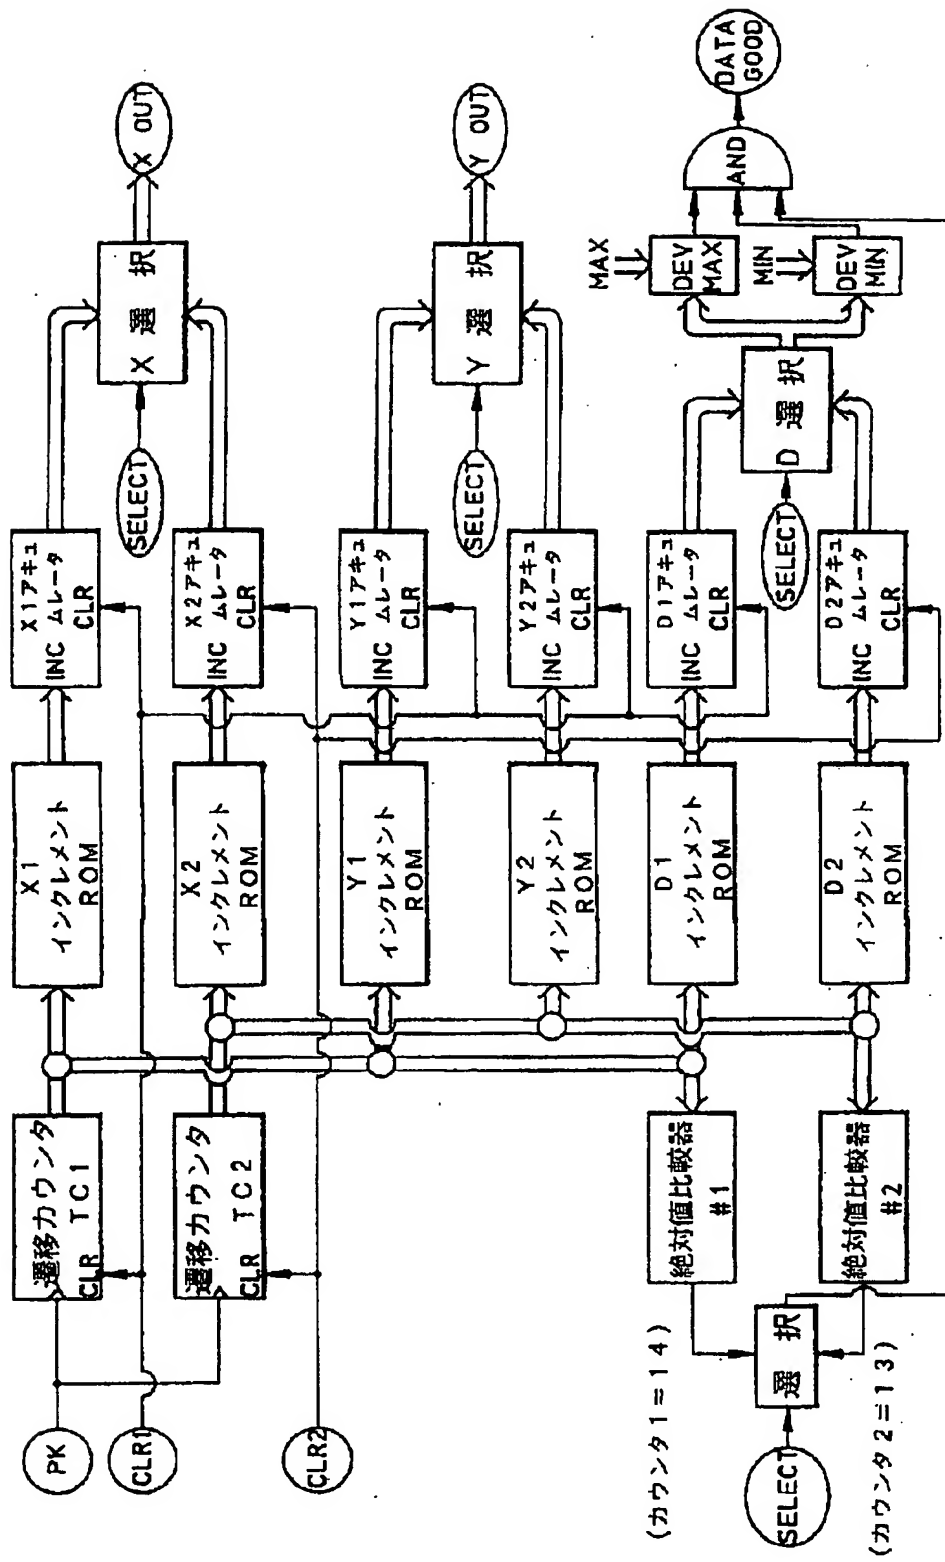 PK
CLR1
CLR2
遷移カウンタ
TC1
CLR
遷移カウンタ
TC2
CLR
X1
インクレメント
ROM
X2
インクレメント
ROM
Y1
インクレメント
ROM
Y2
インクレメント
ROM
D1
インクレメント
ROM
D2
インクレメント
ROM
X1アキュ
INC ムレータ
CLR
X2アキュ
INC ムレータ
CLR
Y1アキュ
INC ムレータ
CLR
Y2アキュ
INC ムレータ
CLR
D1アキュ
INC ムレータ
CLR
D2アキュ
INC ムレータ
CLR
SELECT
X 選 択
X OUT
SELECT
Y 選 択
Y OUT
SELECT
D 選 択
MAX
DEV
MAX
MIN
DEV
MIN
AND
DATA
GOOD
(カウンタ1=14)
絶対値比較器
#1
SELECT
選 択
絶対値比較器
#2
(カウンタ2=13)